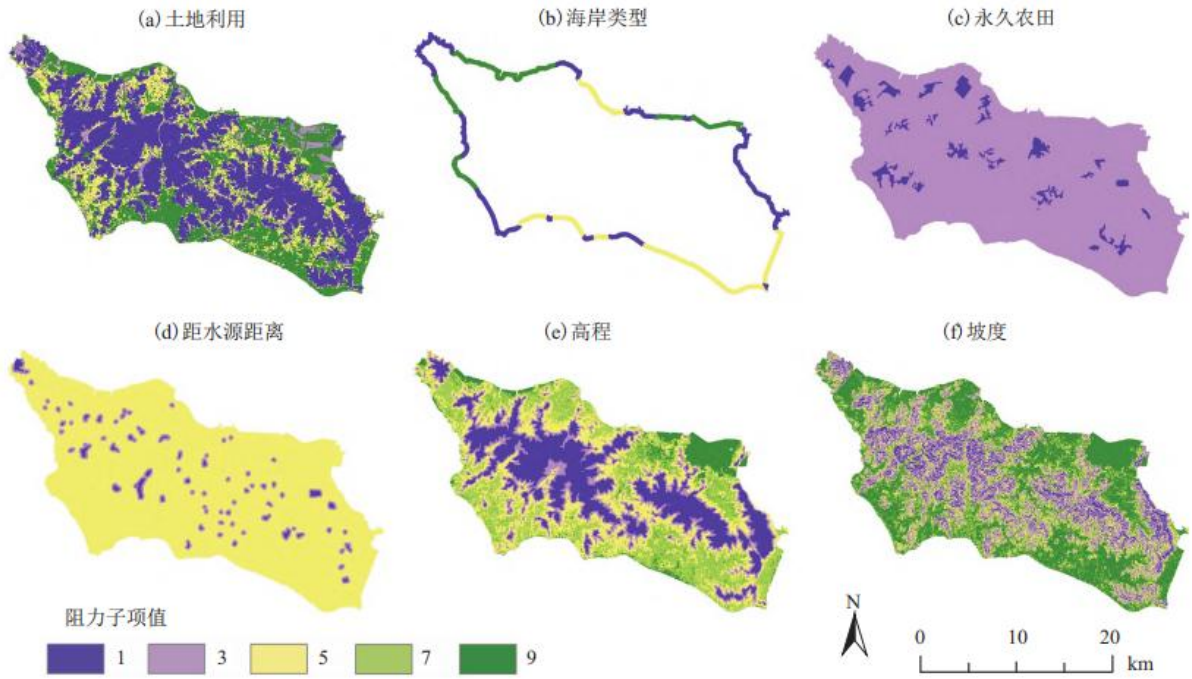 (a)土地利用
(b)海岸类型
(c)永久农田
(d)距水源距离
(e)高程
(f)坡度
阻力子项值
1
3
5
7
9
N
0 10 20
km